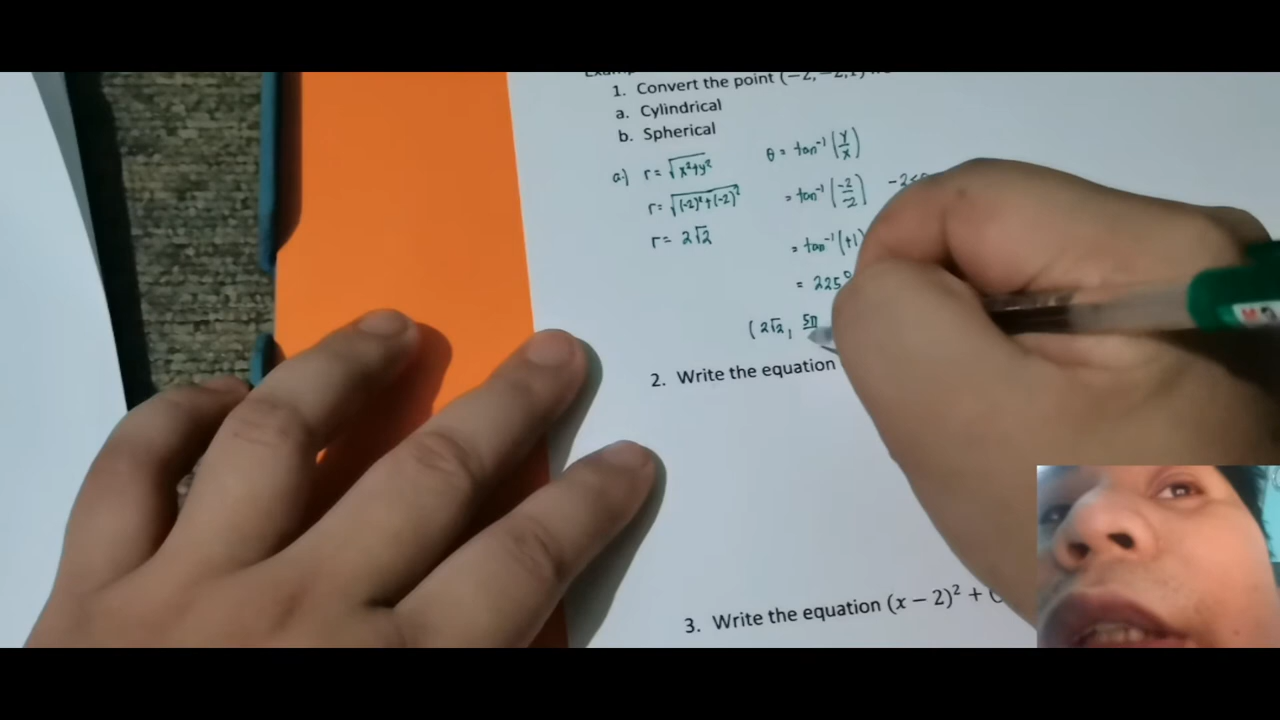 1. Convert the point (−2, −2,1)
a. Cylindrical
b. Spherical
a.) r = √x²+y²
r = √(-2)²+(-2)²
r = 2√2
θ = tan⁻¹ (y/x)
= tan⁻¹ (-2/-2)
= tan⁻¹ (+1)
= 225°
(2√2, 5π
2. Write the equation
3. Write the equation (x − 2)² +